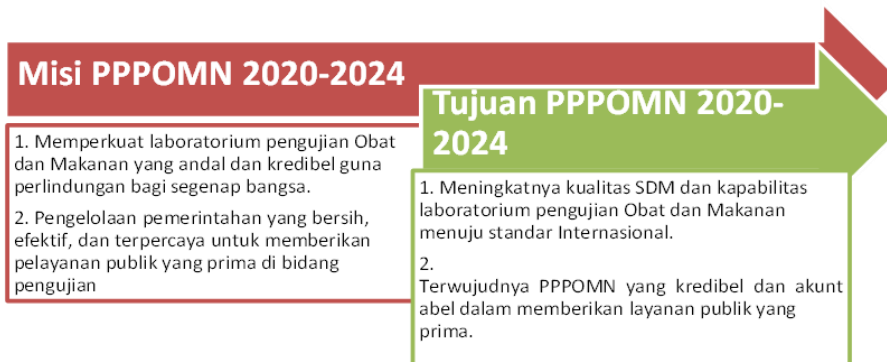 Misi PPPOMN 2020-2024
1. Memperkuat laboratorium pengujian Obat
dan Makanan yang andal dan kredibel guna
perlindungan bagi segenap bangsa.
2. Pengelolaan pemerintahan yang bersih,
efektif, dan terpercaya untuk memberikan
pelayanan publik yang prima di bidang
pengujian
Tujuan PPPOMN 2020-
2024
1. Meningkatnya kualitas SDM dan kapabilitas
laboratorium pengujian Obat dan Makanan
menuju standar Internasional.
2.
Terwujudnya PPPOMN yang kredibel dan akunt
abel dalam memberikan layanan publik yang
prima.